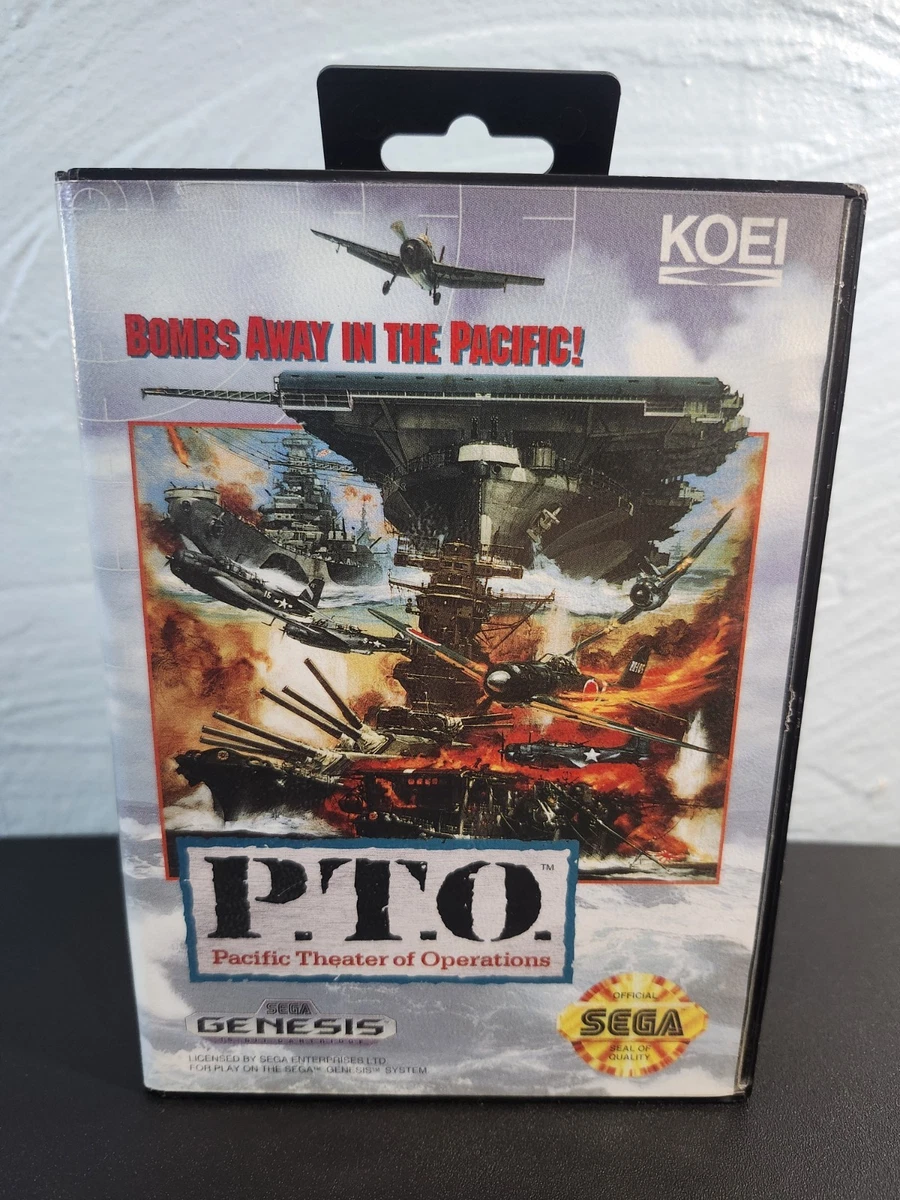 KOEI
BOMBS AWAY IN THE PACIFIC!
P.T.O.™
Pacific Theater of Operations
SEGA
GENESIS
LICENSED BY SEGA ENTERPRISES LTD.
FOR PLAY ON THE SEGA™ GENESIS™ SYSTEM
OFFICIAL
SEGA
SEAL OF
QUALITY